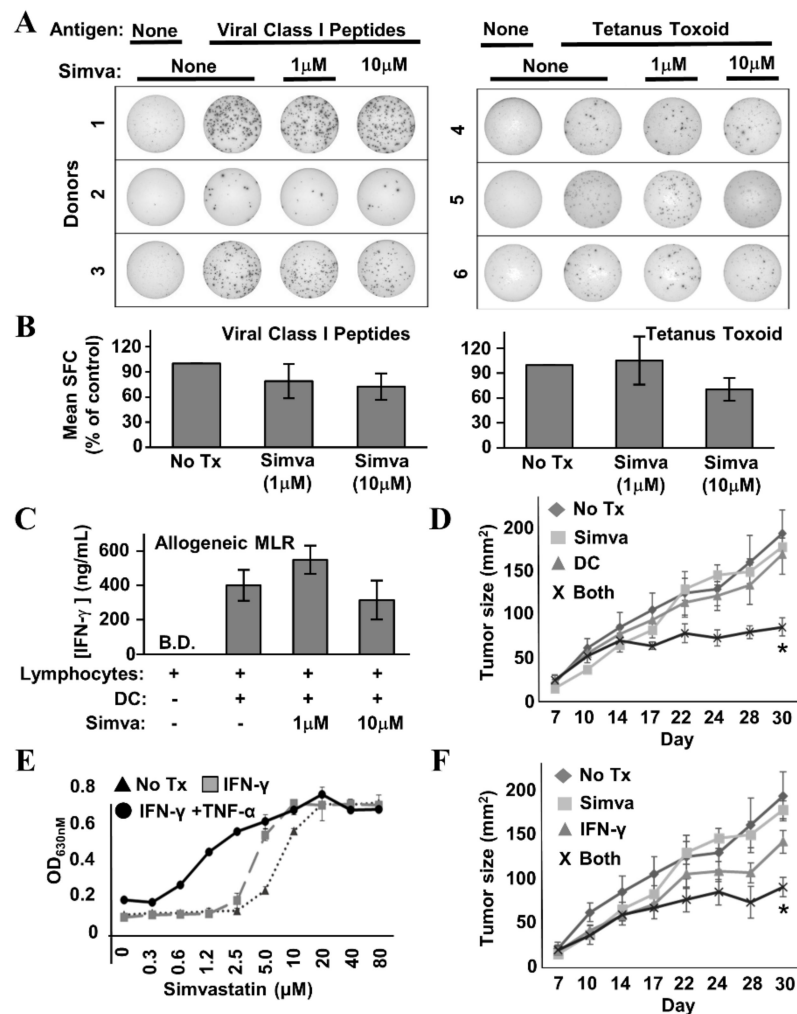 A
Antigen: None Viral Class I Peptides None Tetanus Toxoid
Simva: None 1µM 10µM None 1µM 10µM
Donors
1
2
3
4
5
6
B
Viral Class I Peptides
Mean SFC
(% of control)
120
90
60
30
0
No Tx Simva Simva
(1µM) (10µM)
Tetanus Toxoid
120
90
60
30
0
No Tx Simva Simva
(1µM) (10µM)
C
Allogeneic MLR
[IFN-γ ] (ng/mL)
600
400
200
0
B.D.
Lymphocytes: + + + +
DC: - + + +
Simva: - - 1µM 10µM
D
No Tx
Simva
DC
Both
Tumor size (mm²)
200
150
100
50
0
*
7 10 14 17 22 24 28 30
Day
E
No Tx IFN-γ
IFN-γ +TNF-α
OD630nM
0.8
0.6
0.4
0.2
0
0 0.3 0.6 1.2 2.5 5.0 10 20 40 80
Simvastatin (µM)
F
No Tx
Simva
IFN-γ
Both
Tumor size (mm²)
200
150
100
50
0
*
7 10 14 17 22 24 28 30
Day